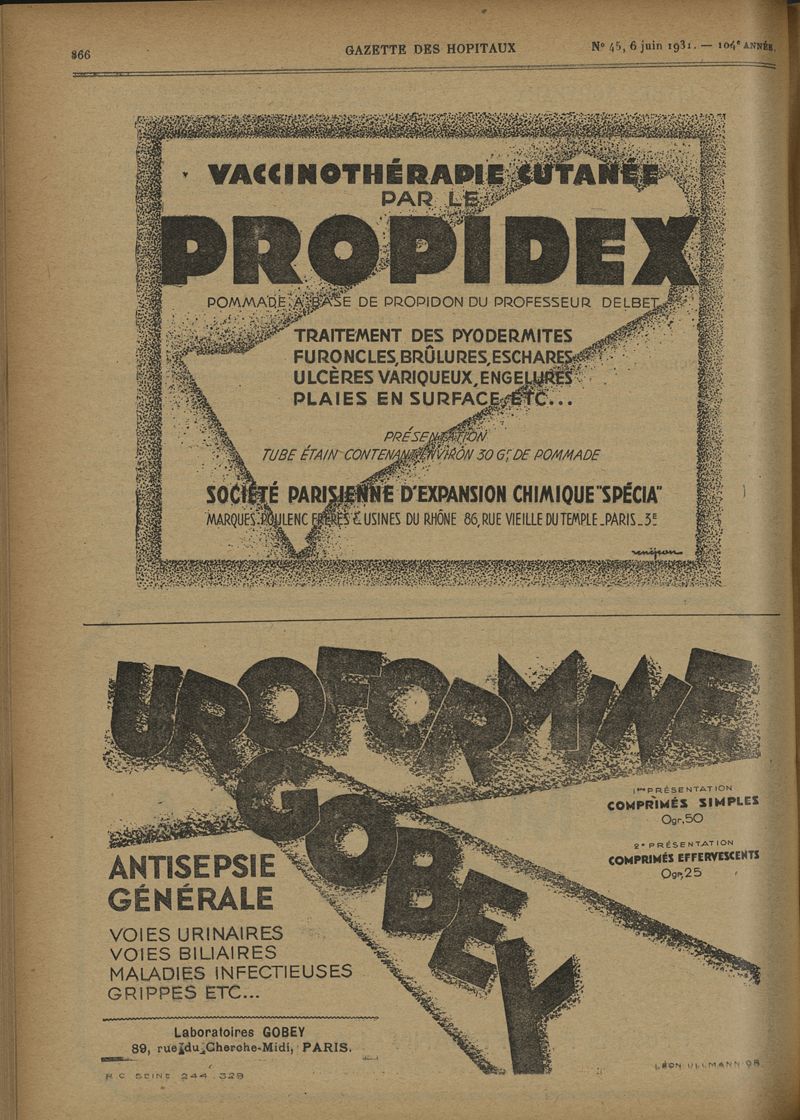 866
GAZETTE DES HOPITAUX
Nº 45, 6 juin 1931. — 104e ANNÉE.
VACCINOTHÉRAPIE CUTANÉE
PAR LE
PROPIDEX
POMMADE A BASE DE PROPIDON DU PROFESSEUR DELBET
TRAITEMENT DES PYODERMITES
FURONCLES, BRÛLURES, ESCHARES
ULCÈRES VARIQUEUX, ENGELURES
PLAIES EN SURFACE, ETC...
PRÉSENTATION
TUBE ÉTAIN CONTENANT ENVIRON 30 Gr. DE POMMADE
SOCIÉTÉ PARISIENNE D'EXPANSION CHIMIQUE "SPÉCIA"
MARQUES POULENC FRÈRES & USINES DU RHÔNE 86, RUE VIEILLE DU TEMPLE _ PARIS _ 3E
UROFORMINE
GOBEY
1ère PRÉSENTATION
COMPRIMÉS SIMPLES
0gr,50
2e PRÉSENTATION
COMPRIMÉS EFFERVESCENTS
0gr,25
ANTISEPSIE
GÉNÉRALE
VOIES URINAIRES
VOIES BILIAIRES
MALADIES INFECTIEUSES
GRIPPES ETC...
Laboratoires GOBEY
89, rue du Cherche-Midi, PARIS.
R C SEINE 244.329
LÉON ULLMANN